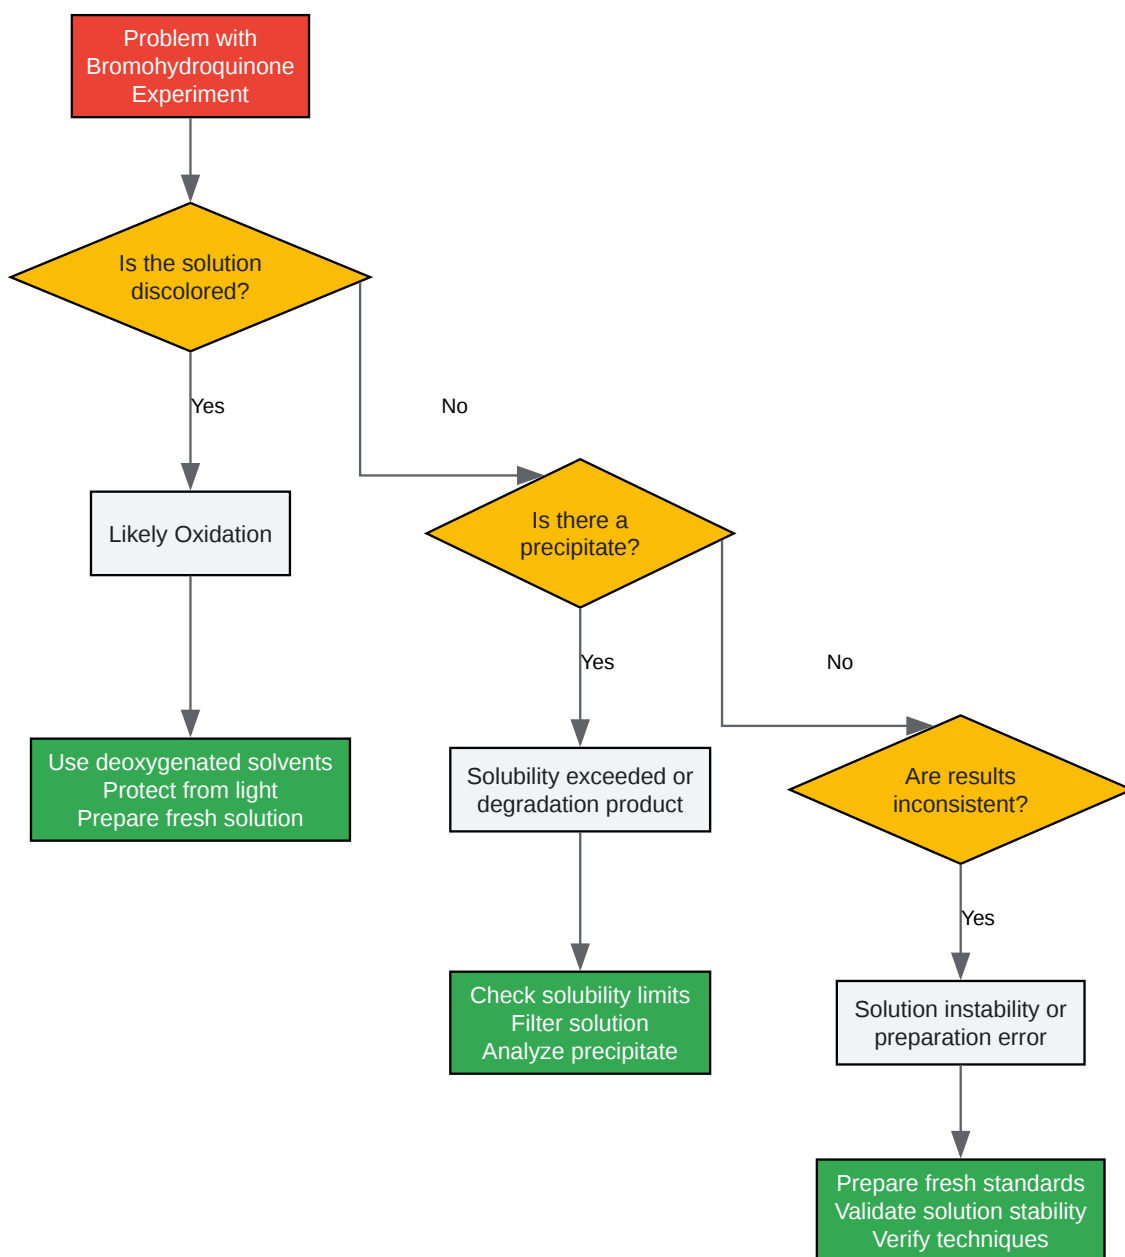 Problem with
Bromohydroquinone
Experiment
Is the solution
discolored?
Yes
No
Likely Oxidation
Is there a
precipitate?
Yes
No
Use deoxygenated solvents
Protect from light
Prepare fresh solution
Solubility exceeded or
degradation product
Are results
inconsistent?
Yes
Check solubility limits
Filter solution
Analyze precipitate
Solution instability or
preparation error
Prepare fresh standards
Validate solution stability
Verify techniques